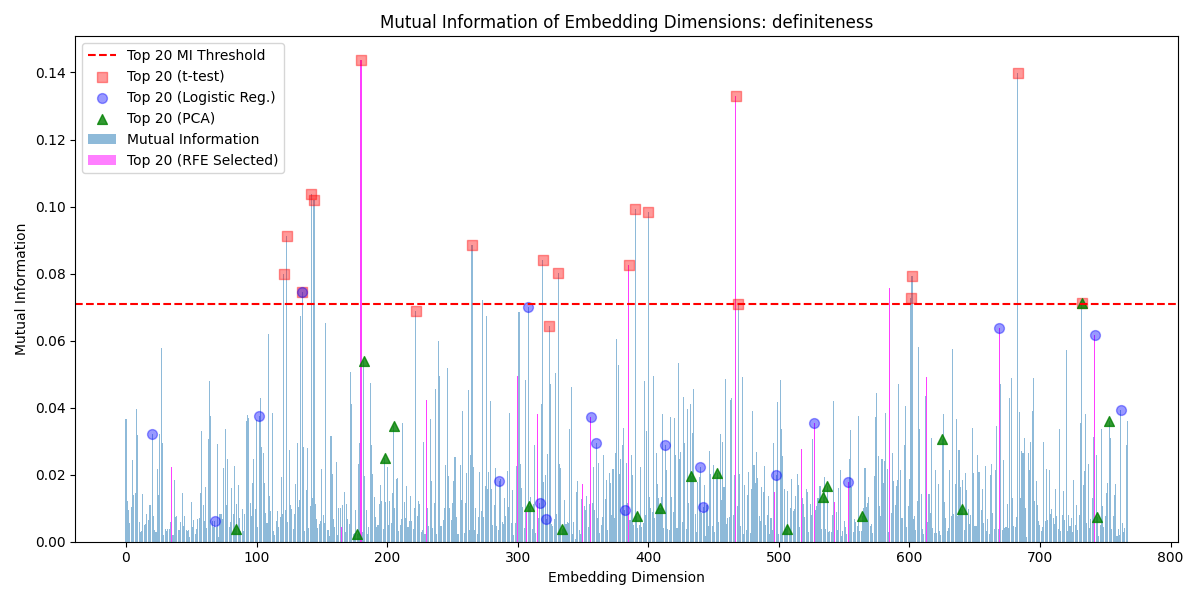 Mutual Information of Embedding Dimensions: definiteness
Top 20 MI Threshold
Top 20 (t-test)
Top 20 (Logistic Reg.)
Top 20 (PCA)
Mutual Information
Top 20 (RFE Selected)
Mutual Information
0.14
0.12
0.10
0.08
0.06
0.04
0.02
0.00
0 100 200 300 400 500 600 700 800
Embedding Dimension